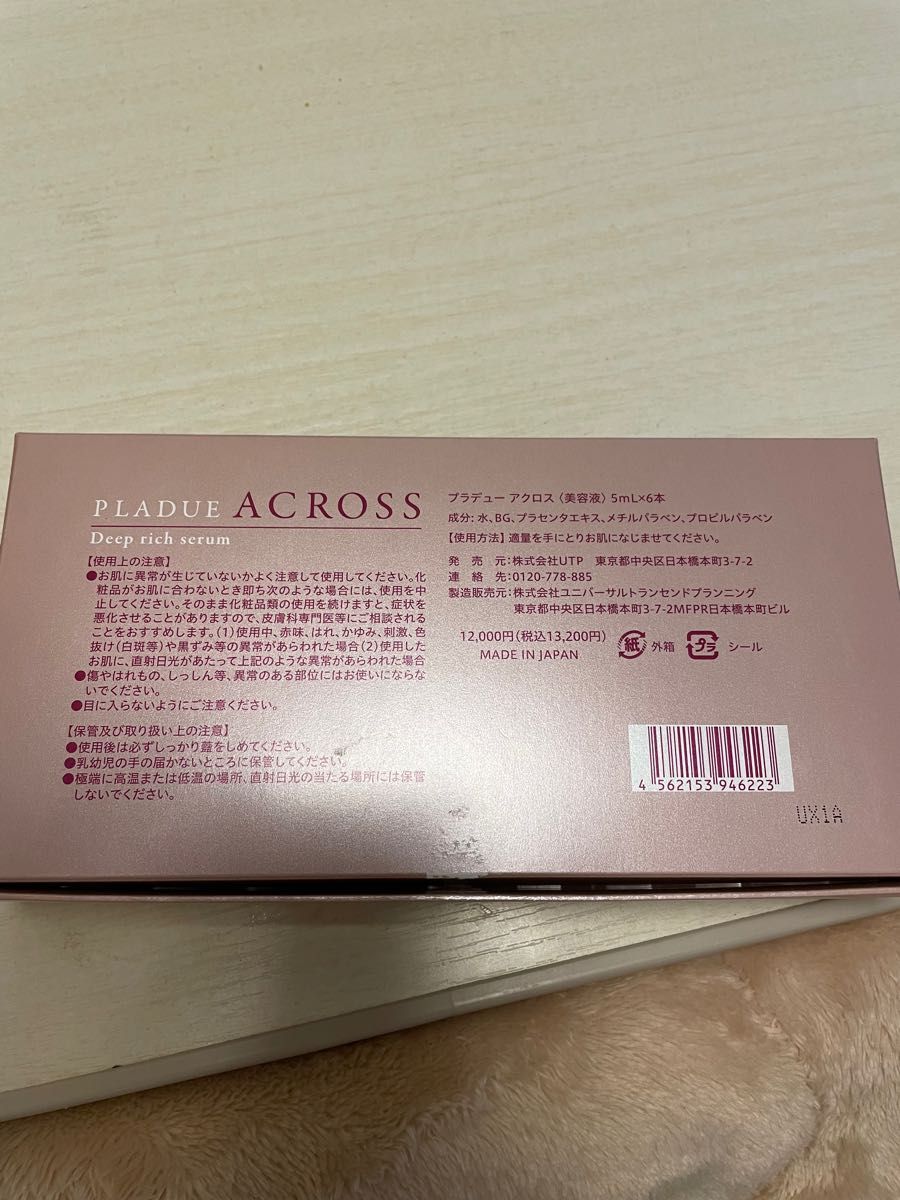 PLADUE ACROSS
Deep rich serum
【使用上の注意】
●お肌に異常が生じていないかよく注意して使用してください。化
粧品がお肌に合わないとき即ち次のような場合には、使用を中
止してください。そのまま化粧品類の使用を続けますと、症状を
悪化させることがありますので、皮膚科専門医等にご相談される
ことをおすすめします。(1)使用中、赤味、はれ、かゆみ、刺激、色
抜け(白斑等)や黒ずみ等の異常があらわれた場合(2)使用した
お肌に、直射日光があたって上記のような異常があらわれた場合
●傷やはれもの、しっしん等、異常のある部位にはお使いにならな
いでください。
●目に入らないようにご注意ください。
【保管及び取り扱い上の注意】
●使用後は必ずしっかり蓋をしめてください。
●乳幼児の手の届かないところに保管してください。
●極端に高温または低温の場所、直射日光の当たる場所には保管
しないでください。
プラデュー アクロス〈美容液〉5mL×6本
成分: 水、BG、プラセンタエキス、メチルパラベン、プロピルパラベン
【使用方法】適量を手にとりお肌になじませてください。
発売元:株式会社UTP 東京都中央区日本橋本町3-7-2
連絡先:0120-778-885
製造販売元:株式会社ユニバーサルトランセンドプランニング
東京都中央区日本橋本町3-7-2MFPR日本橋本町ビル
12,000円(税込13,200円)
MADE IN JAPAN
紙 外箱 プラ シール
4 562153 946223
UX1A